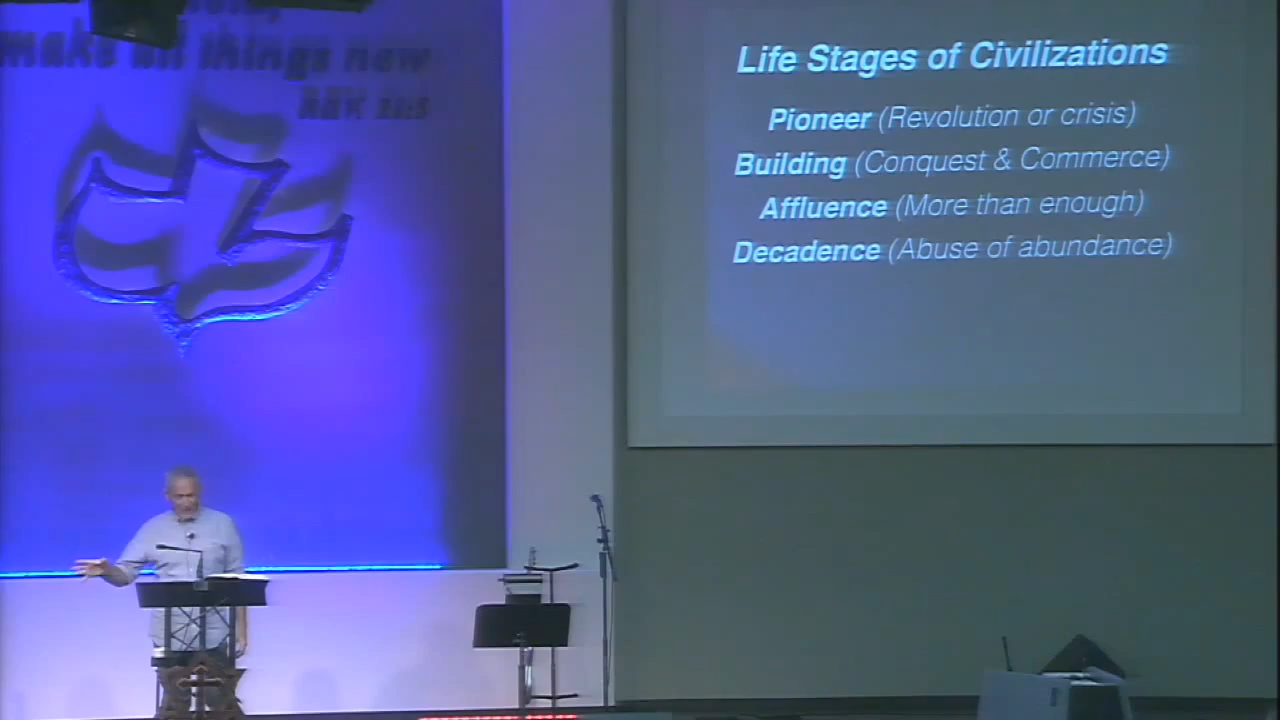 make all things new
Life Stages of Civilizations
Pioneer (Revolution or crisis)
Building (Conquest & Commerce)
Affluence (More than enough)
Decadence (Abuse of abundance)